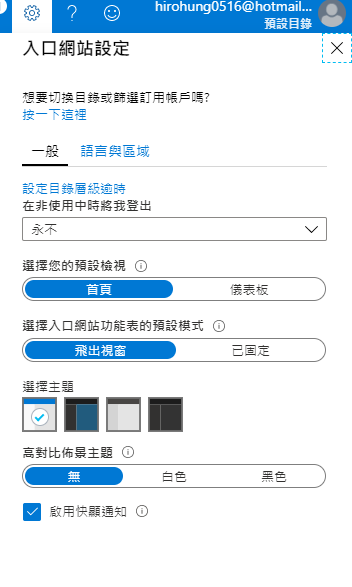 hirohung0516@hotmail...
預設目錄
入口網站設定
想要切換目錄或篩選訂用帳戶嗎?
按一下這裡
一般 語言與區域
設定目錄層級逾時
在非使用中時將我登出
永不
選擇您的預設檢視
首頁 儀表板
選擇入口網站功能表的預設模式
飛出視窗 已固定
選擇主題
高對比佈景主題
無 白色 黑色
啟用快顯通知